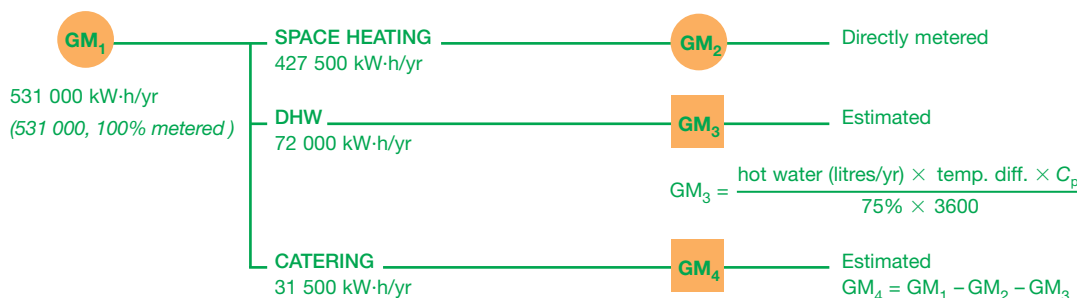 GM₁
SPACE HEATING
427 500 kW·h/yr
GM₂
Directly metered
531 000 kW·h/yr
(531 000, 100% metered )
DHW
72 000 kW·h/yr
GM₃
Estimated
GM₃ = hot water (litres/yr) × temp. diff. × Cₚ
75% × 3600
CATERING
31 500 kW·h/yr
GM₄
Estimated
GM₄ = GM₁ – GM₂ – GM₃